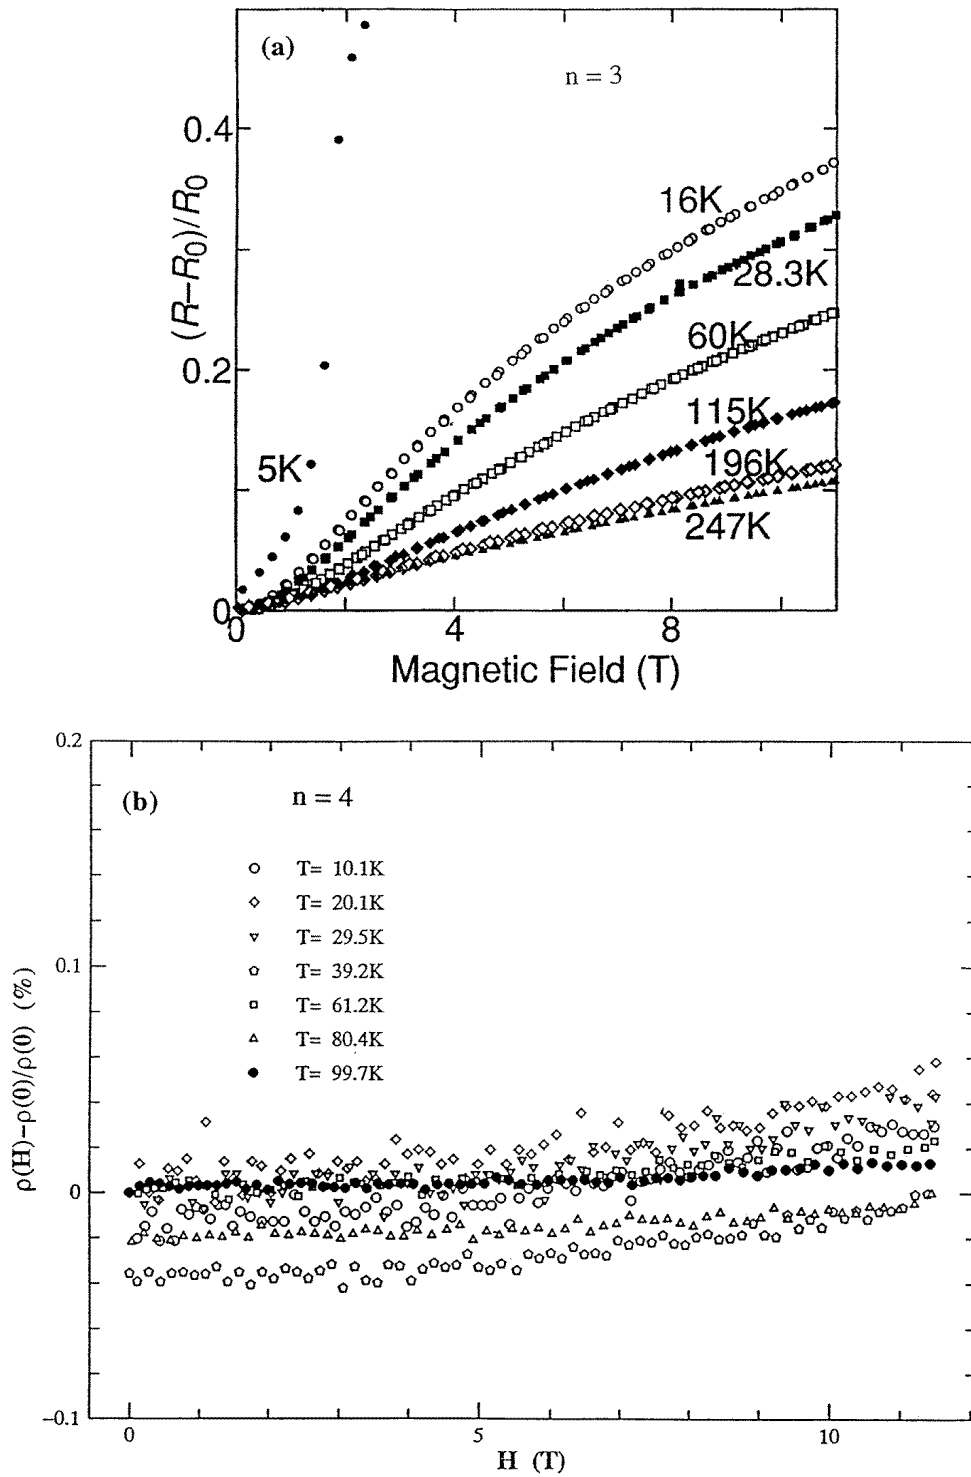 (a)
n = 3
(R−R0)/R0
0.4
0.2
0
16K
28.3K
60K
115K
5K
196K
247K
0 4 8
Magnetic Field (T)
0.2
(b)
n = 4
T= 10.1K
T= 20.1K
T= 29.5K
T= 39.2K
T= 61.2K
T= 80.4K
T= 99.7K
0.1
ρ(H)−ρ(0)/ρ(0) (%)
0
−0.1
0 5 10
H (T)